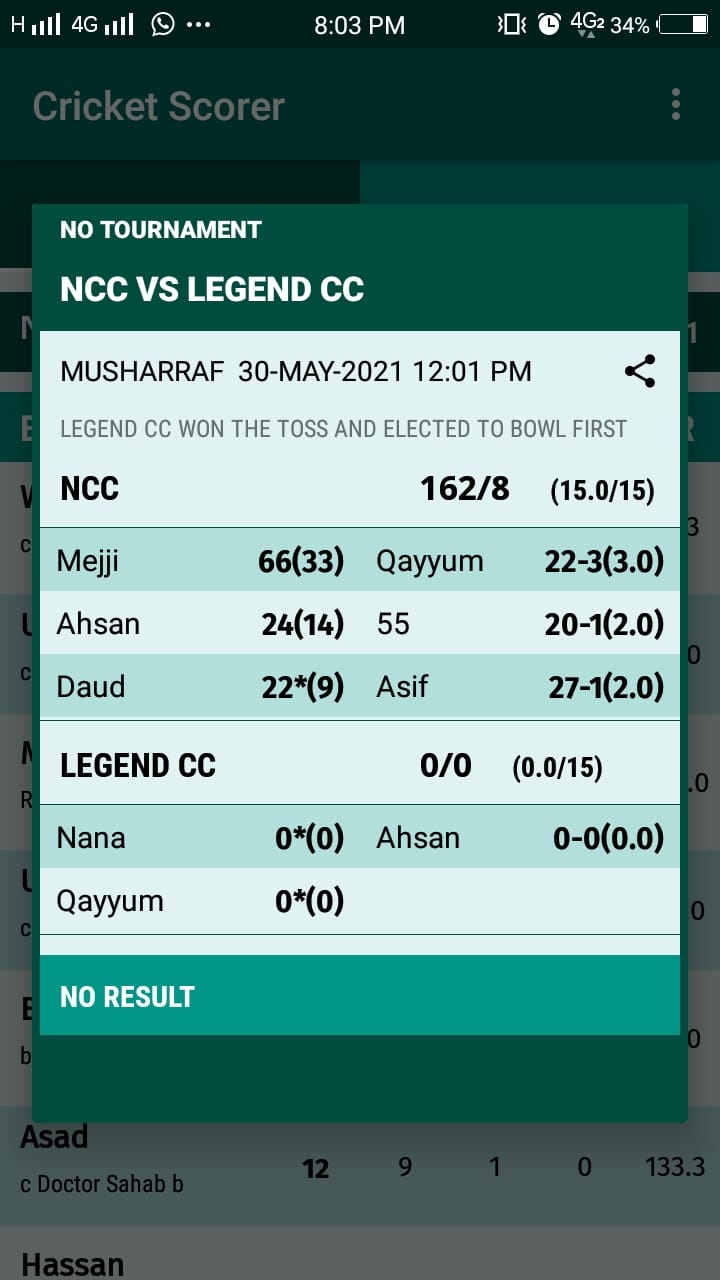 H 4G 8:03 PM 4G2 34%
Cricket Scorer
NO TOURNAMENT
NCC VS LEGEND CC
MUSHARRAF 30-MAY-2021 12:01 PM
LEGEND CC WON THE TOSS AND ELECTED TO BOWL FIRST
NCC 162/8 (15.0/15)
Mejji 66(33) Qayyum 22-3(3.0)
Ahsan 24(14) 55 20-1(2.0)
Daud 22*(9) Asif 27-1(2.0)
LEGEND CC 0/0 (0.0/15)
Nana 0*(0) Ahsan 0-0(0.0)
Qayyum 0*(0)
NO RESULT
Asad
c Doctor Sahab b 12 9 1 0 133.3
Hassan